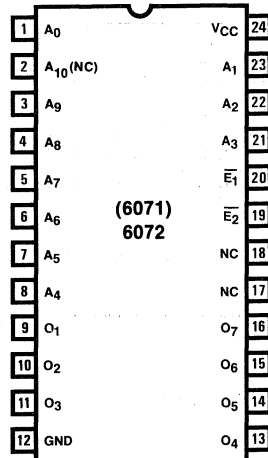 1 A0 VCC 24
2 A10(NC) A1 23
3 A9 A2 22
4 A8 A3 21
5 A7 E1 20
6 A6 (6071) E2 19
6072
7 A5 NC 18
8 A4 NC 17
9 O1 O7 16
10 O2 O6 15
11 O3 O5 14
12 GND O4 13